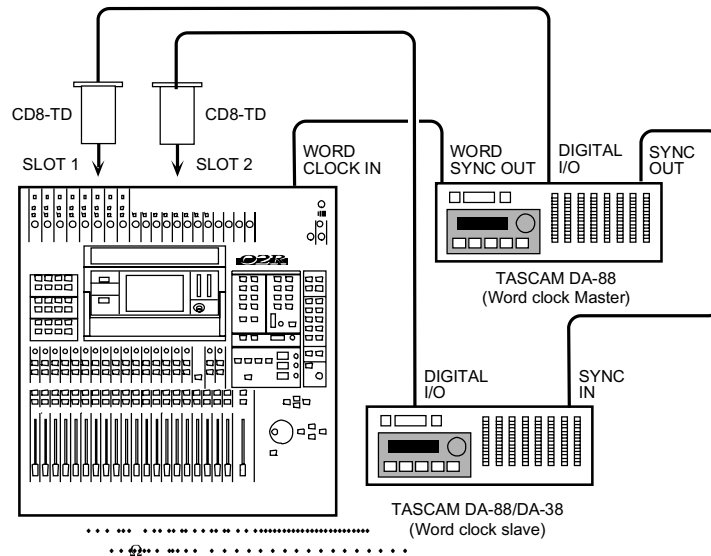 CD8-TD
CD8-TD
SLOT 1
SLOT 2
WORD
CLOCK IN
WORD
SYNC OUT
DIGITAL
I/O
SYNC
OUT
02R
TASCAM DA-88
(Word clock Master)
DIGITAL
I/O
SYNC
IN
TASCAM DA-88/DA-38
(Word clock slave)